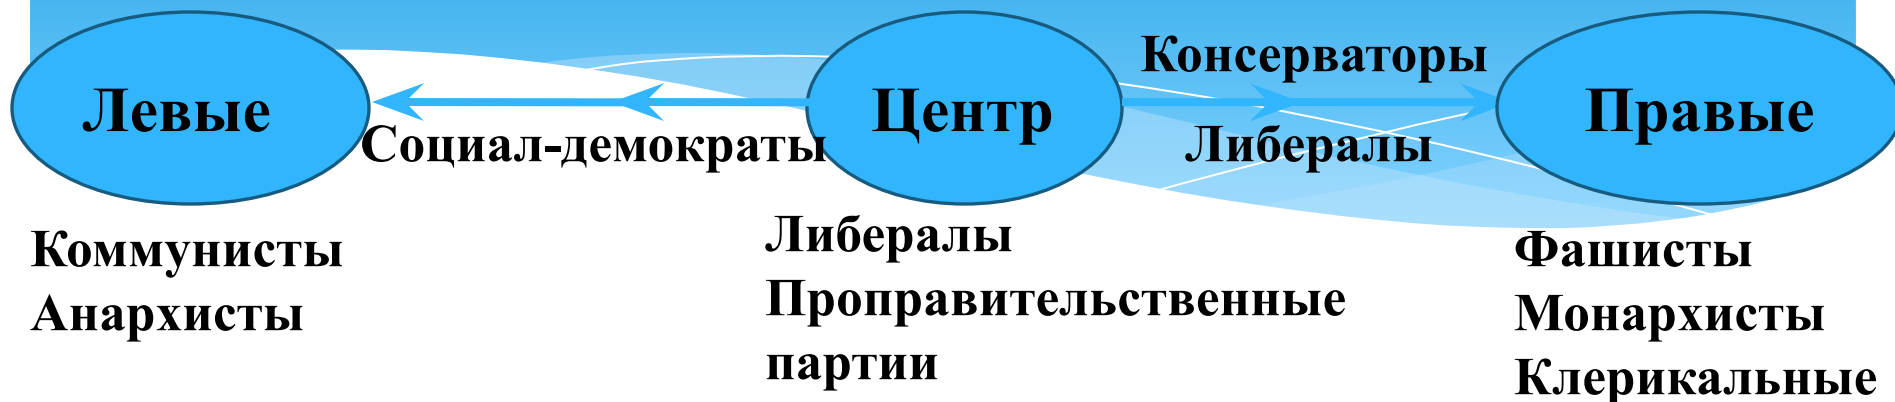 Левые
Социал-демократы
Центр
Консерваторы
Либералы
Правые
Коммунисты
Анархисты
Либералы
Проправительственные
партии
Фашисты
Монархисты
Клерикальные